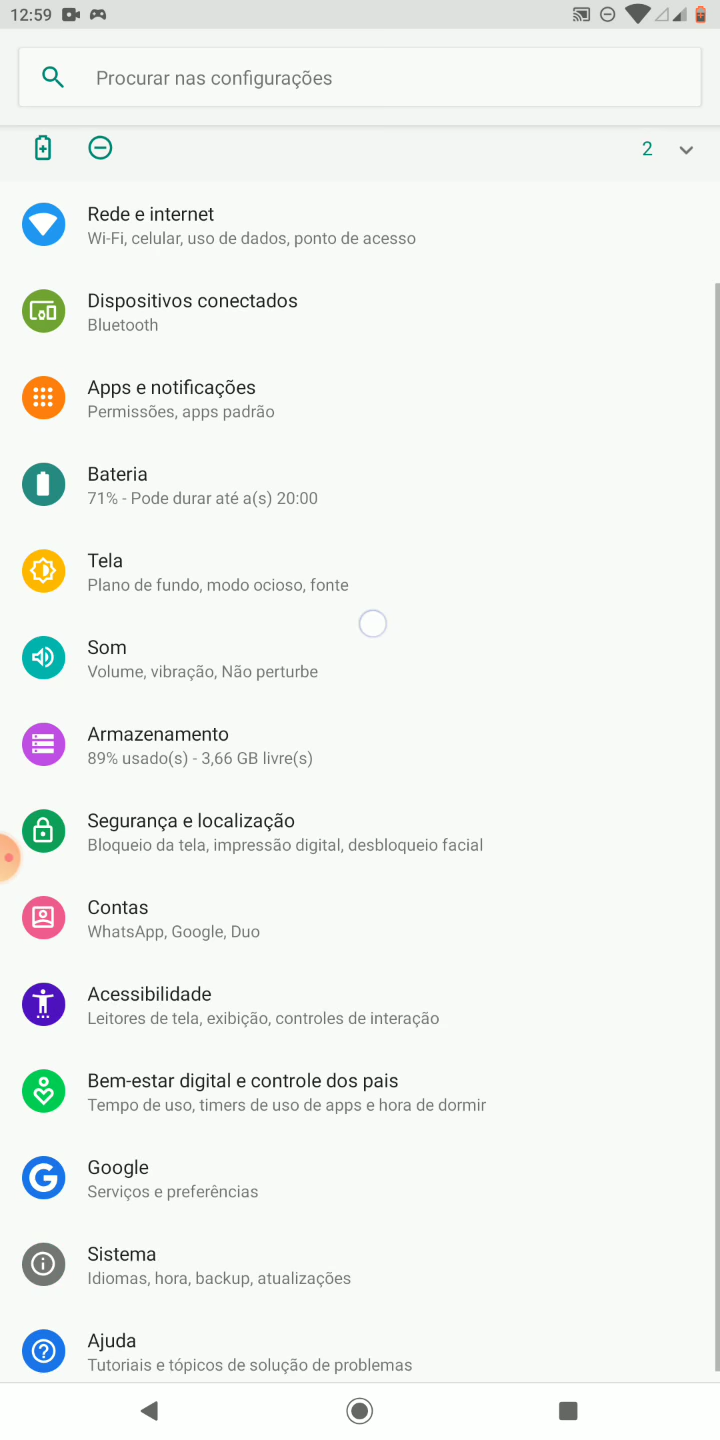 12:59
Procurar nas configurações
2
Rede e internet
Wi-Fi, celular, uso de dados, ponto de acesso
Dispositivos conectados
Bluetooth
Apps e notificações
Permissões, apps padrão
Bateria
71% - Pode durar até a(s) 20:00
Tela
Plano de fundo, modo ocioso, fonte
Som
Volume, vibração, Não perturbe
Armazenamento
89% usado(s) - 3,66 GB livre(s)
Segurança e localização
Bloqueio da tela, impressão digital, desbloqueio facial
Contas
WhatsApp, Google, Duo
Acessibilidade
Leitores de tela, exibição, controles de interação
Bem-estar digital e controle dos pais
Tempo de uso, timers de uso de apps e hora de dormir
Google
Serviços e preferências
Sistema
Idiomas, hora, backup, atualizações
Ajuda
Tutoriais e tópicos de solução de problemas